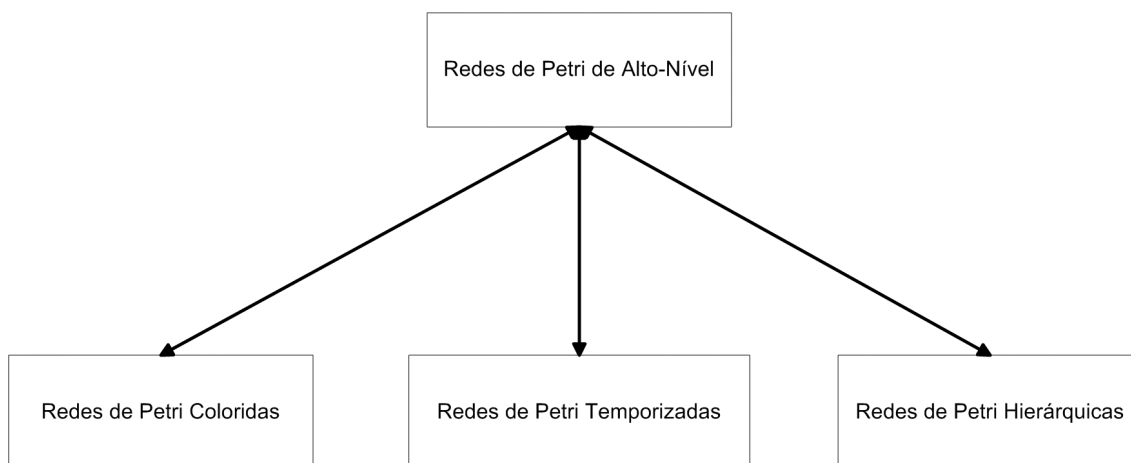 Redes de Petri de Alto-Nível
Redes de Petri Coloridas
Redes de Petri Temporizadas
Redes de Petri Hierárquicas